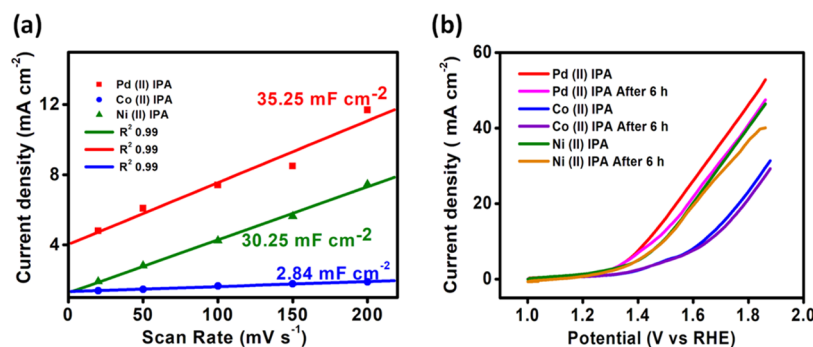 (a)
Current density (mA cm-2)
12
8
4
Pd (II) IPA
Co (II) IPA
Ni (II) IPA
R2 0.99
R2 0.99
R2 0.99
35.25 mF cm-2
30.25 mF cm-2
2.84 mF cm-2
0
50
100
150
200
Scan Rate (mV s-1)
(b)
Current density ( mA cm-2)
60
40
20
0
Pd (II) IPA
Pd (II) IPA After 6 h
Co (II) IPA
Co (II) IPA After 6 h
Ni (II) IPA
Ni (II) IPA After 6 h
1.0
1.2
1.4
1.6
1.8
2.0
Potential (V vs RHE)